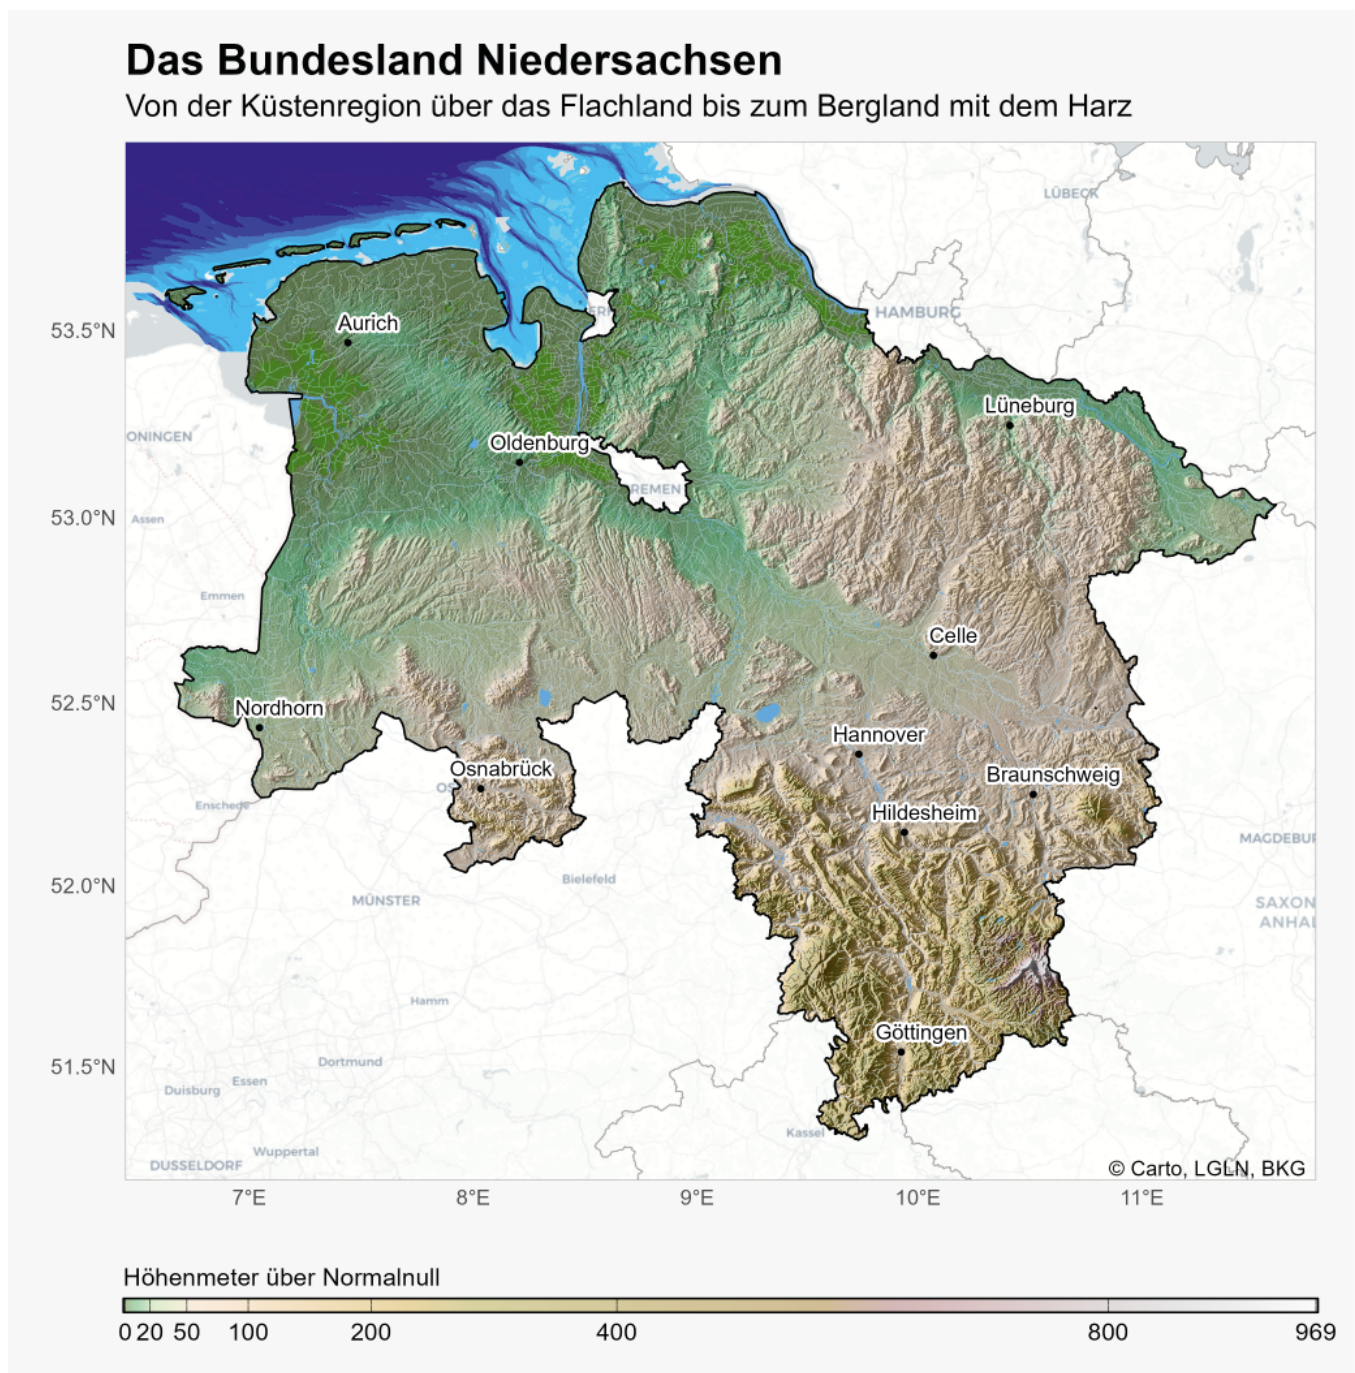 Das Bundesland Niedersachsen
Von der Küstenregion über das Flachland bis zum Bergland mit dem Harz
LÜBECK
HAMBURG
53.5°N
Aurich
Lüneburg
ONINGEN
Oldenburg
REMEN
53.0°N
Assen
Emmen
Celle
52.5°N
Nordhorn
Hannover
Osnabrück
Braunschweig
OS
Enschede
Hildesheim
MAGDEBUR
52.0°N
Bielefeld
MÜNSTER
SAXON
ANHAL
Hamm
Göttingen
51.5°N
Dortmund
Essen
Duisburg
Kassel
Wuppertal
DUSSELDORF
© Carto, LGLN, BKG
7°E 8°E 9°E 10°E 11°E
Höhenmeter über Normalnull
0 20 50 100 200 400 800 969